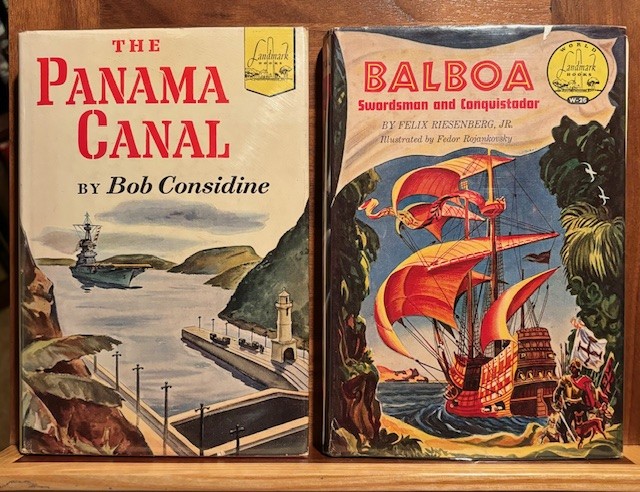 THE
PANAMA
CANAL
BY Bob Considine
Landmark
BOOKS
BALBOA
Swordsman and Conquistador
BY FELIX RIESENBERG, JR.
Illustrated by Fedor Rojankovsky
WORLD
Landmark
BOOKS
W-26